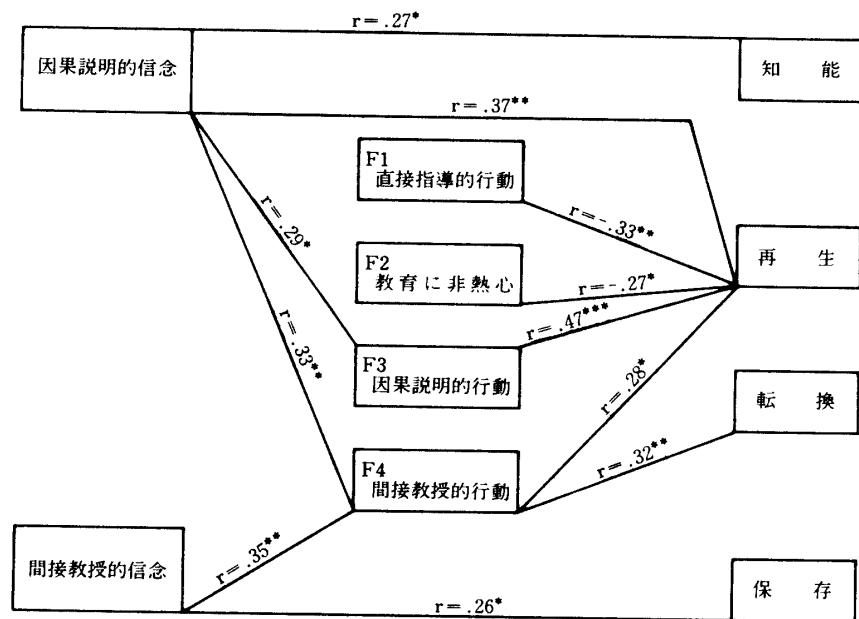 r＝.27*
因果説明的信念
知　能
r＝.37**
F1
直接指導的行動
r＝-.33**
r＝.29*
再　生
F2
教育に非熱心
r＝-.27*
r＝.47***
r＝.33**
F3
因果説明的行動
r＝.28*
転　換
F4
間接教授的行動
r＝.32**
r＝.35**
間接教授的信念
保　存
r＝.26*